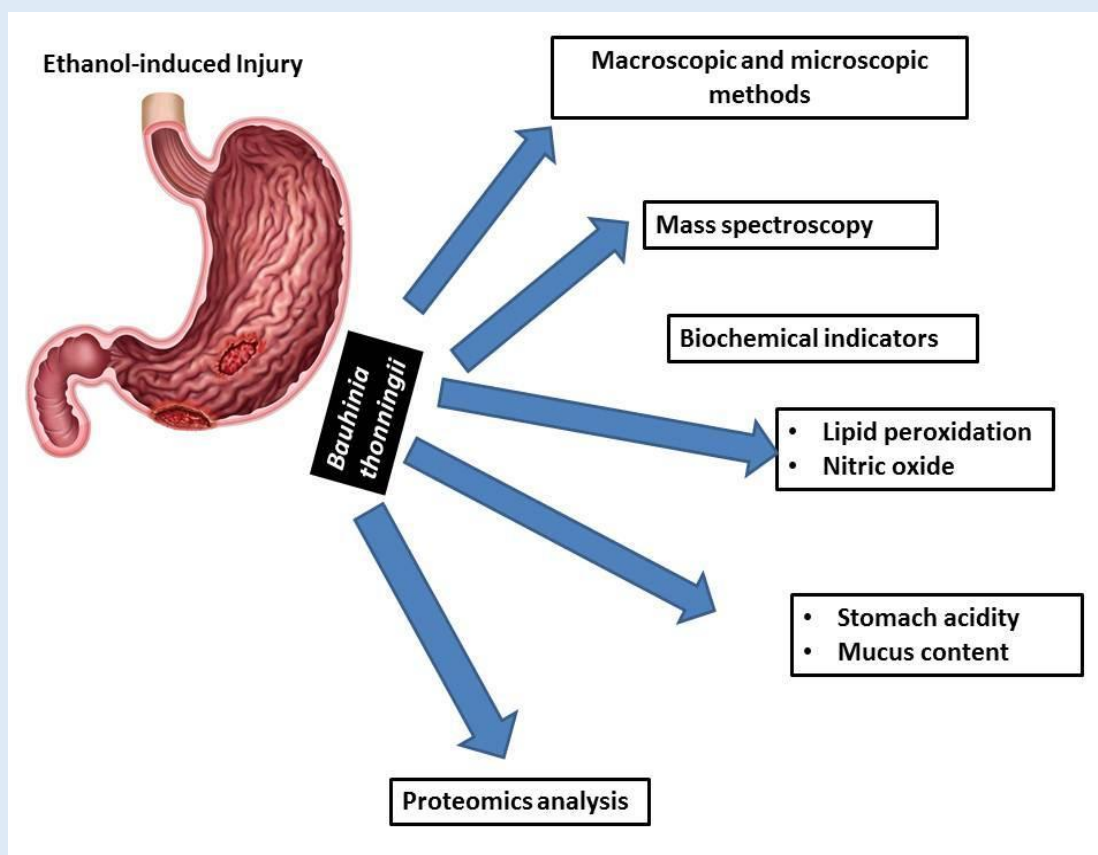 Ethanol-induced Injury
Macroscopic and microscopic
methods
Mass spectroscopy
Biochemical indicators
Bauhinia
thonningii
• Lipid peroxidation
• Nitric oxide
• Stomach acidity
• Mucus content
Proteomics analysis